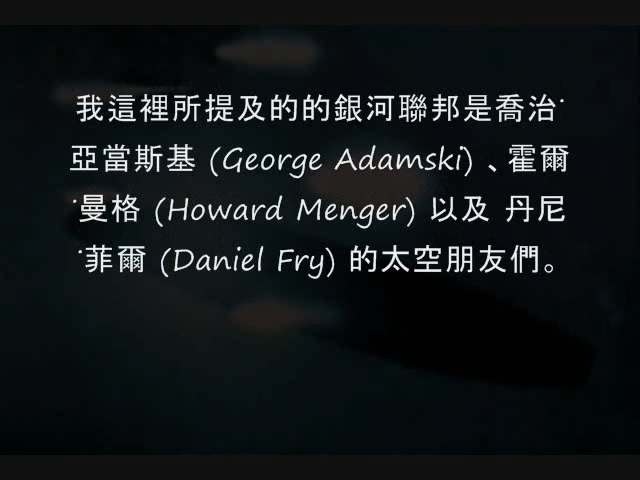 我這裡所提及的的銀河聯邦是喬治˙
亞當斯基 (George Adamski) 、霍爾
˙曼格 (Howard Menger) 以及 丹尼
˙菲爾 (Daniel Fry) 的太空朋友們。